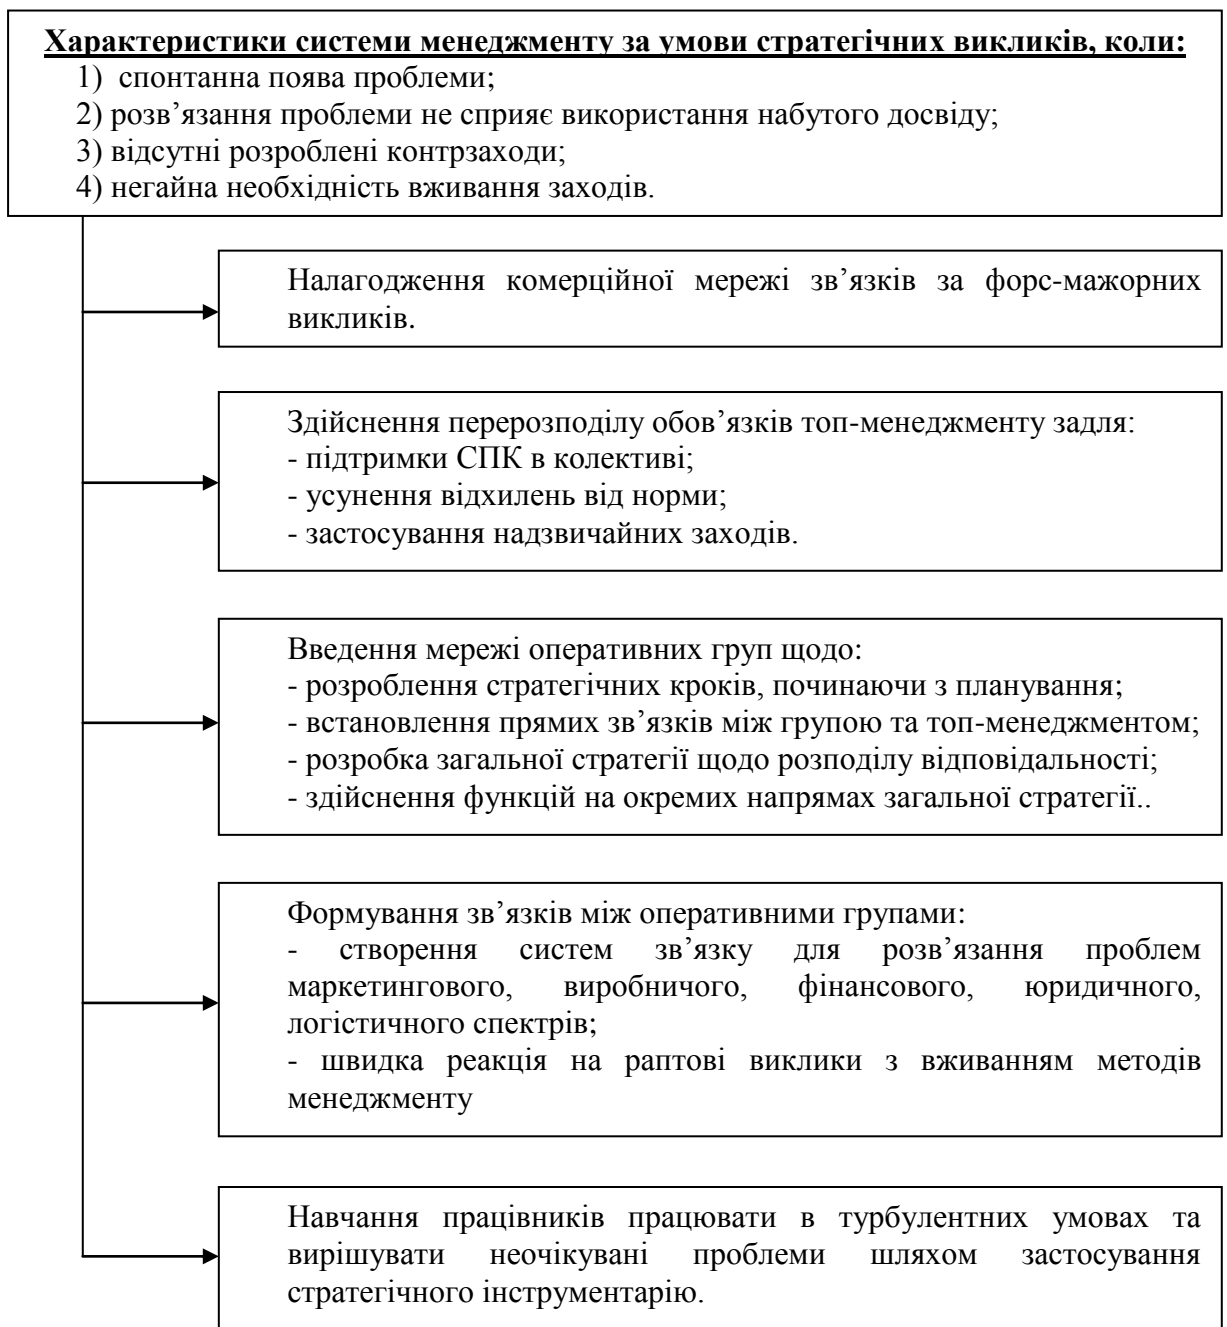 Характеристики системи менеджменту за умови стратегічних викликів, коли:
1) спонтанна поява проблеми;
2) розв’язання проблеми не сприяє використання набутого досвіду;
3) відсутні розроблені контрзаходи;
4) негайна необхідність вживання заходів.
Налагодження комерційної мережі зв’язків за форс-мажорних
викликів.
Здійснення перерозподілу обов’язків топ-менеджменту задля:
- підтримки СПК в колективі;
- усунення відхилень від норми;
- застосування надзвичайних заходів.
Введення мережі оперативних груп щодо:
- розроблення стратегічних кроків, починаючи з планування;
- встановлення прямих зв’язків між групою та топ-менеджментом;
- розробка загальної стратегії щодо розподілу відповідальності;
- здійснення функцій на окремих напрямах загальної стратегії..
Формування зв’язків між оперативними групами:
- створення систем зв’язку для розв’язання проблем
маркетингового, виробничого, фінансового, юридичного,
логістичного спектрів;
- швидка реакція на раптові виклики з вживанням методів
менеджменту
Навчання працівників працювати в турбулентних умовах та
вирішувати неочікувані проблеми шляхом застосування
стратегічного інструментарію.